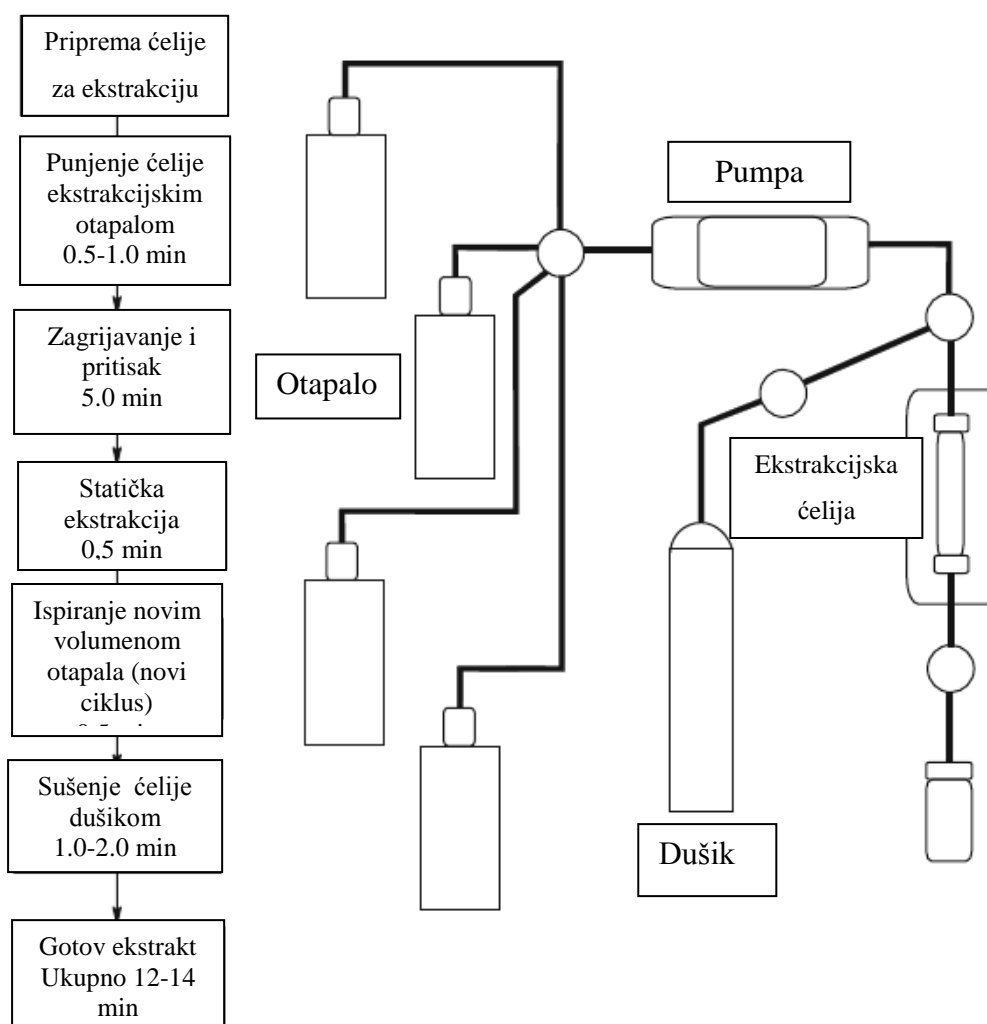 Priprema ćelije
za ekstrakciju
Punjenje ćelije
ekstrakcijskim
otapalom
0.5-1.0 min
Zagrijavanje i
pritisak
5.0 min
Statička
ekstrakcija
0,5 min
Ispiranje novim
volumenom
otapala (novi
ciklus)
Sušenje ćelije
dušikom
1.0-2.0 min
Gotov ekstrakt
Ukupno 12-14
min
Otapalo
Pumpa
Ekstrakcijska
ćelija
Dušik